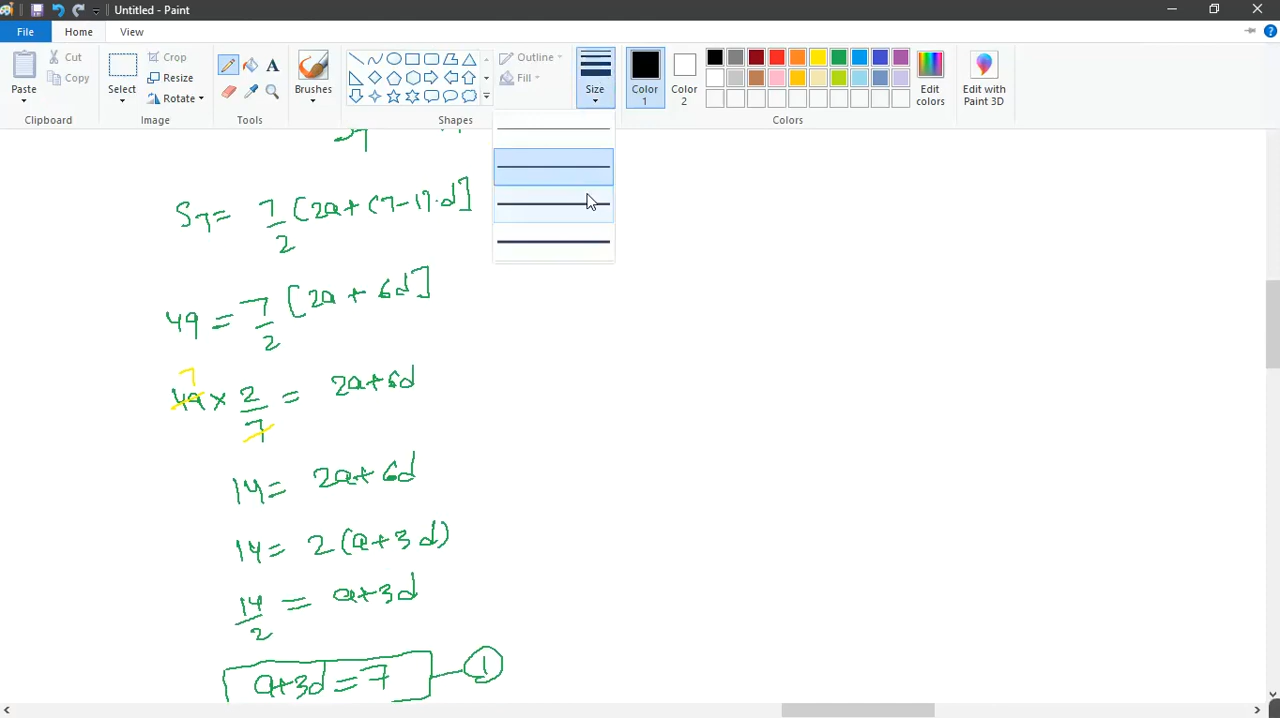 Untitled - Paint
File Home View
Paste
Cut
Copy
Clipboard
Select
Crop
Resize
Rotate
Image
A
Tools
Brushes
Outline
Fill
Shapes
Size
Color 1
Color 2
Edit colors
Edit with Paint 3D
Colors
S7 = 7/2 [2a + (7-1)·d]
49 = 7/2 [2a + 6d]
7
49 × 2/7 = 2a+6d
14 = 2a+6d
14 = 2(a+3d)
14/2 = a+3d
a+3d = 7 — 1